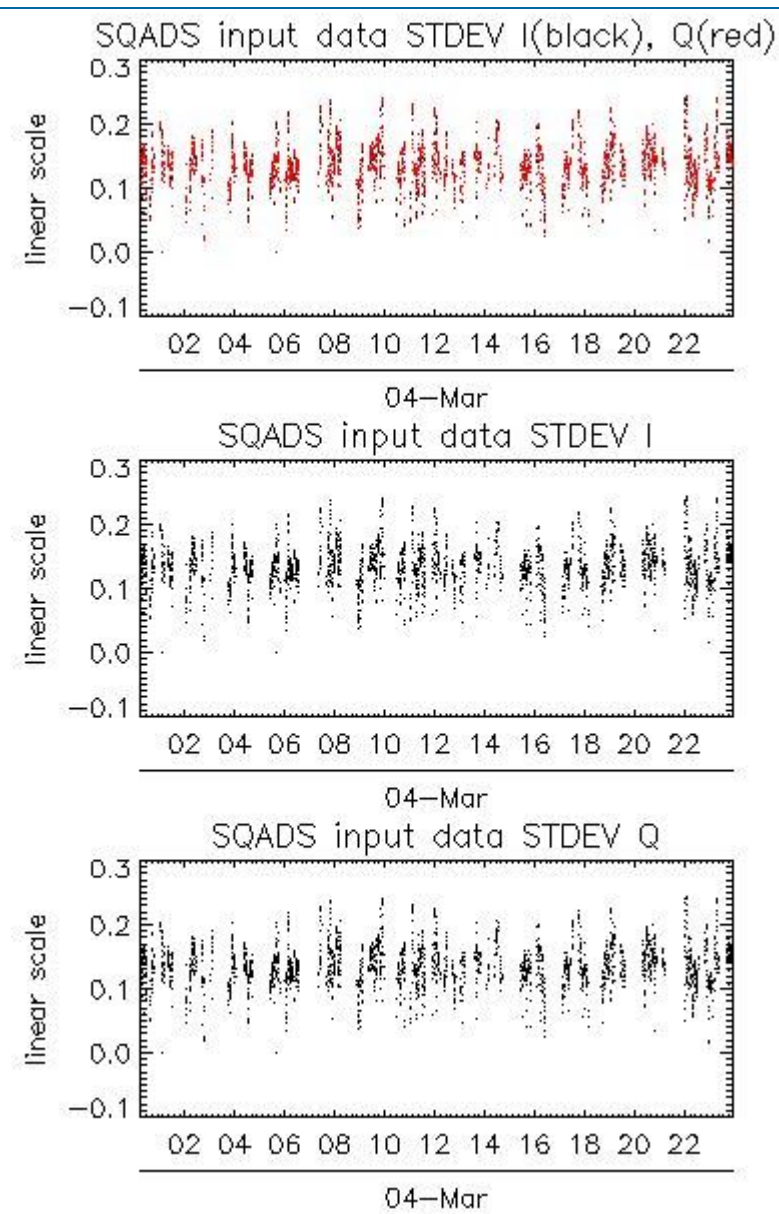 SQADS input data STDEV I(black), Q(red)
0.3
0.2
0.1
0.0
−0.1
linear scale
02 04 06 08 10 12 14 16 18 20 22
04−Mar
SQADS input data STDEV I
0.3
0.2
0.1
0.0
−0.1
linear scale
02 04 06 08 10 12 14 16 18 20 22
04−Mar
SQADS input data STDEV Q
0.3
0.2
0.1
0.0
−0.1
linear scale
02 04 06 08 10 12 14 16 18 20 22
04−Mar